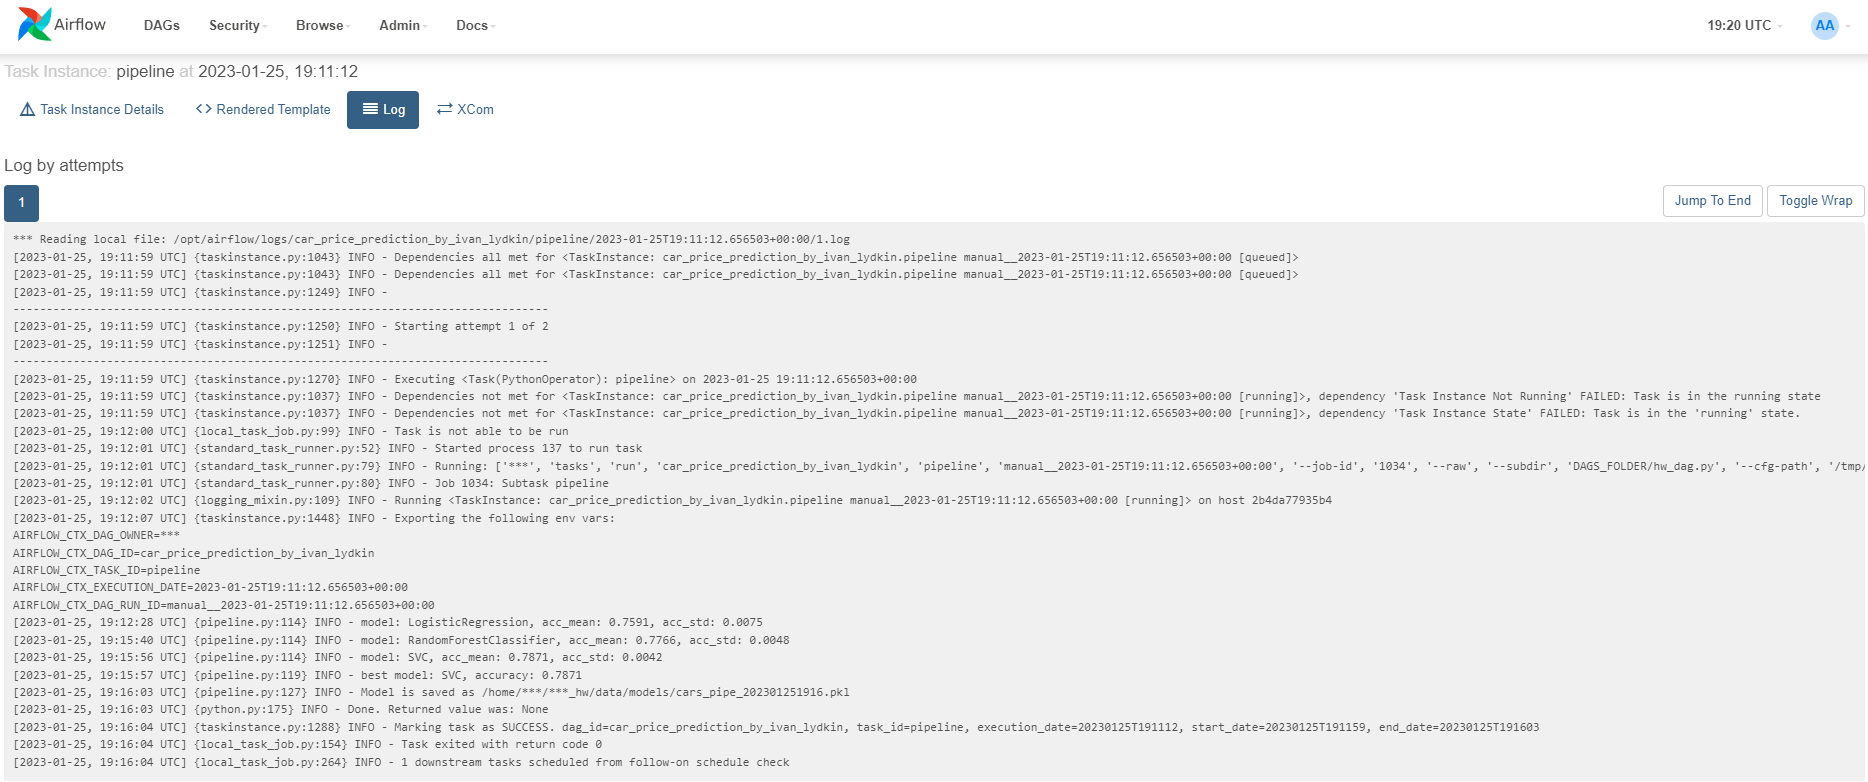 Airflow DAGs Security Browse Admin Docs 19:20 UTC AA
Task Instance: pipeline at 2023-01-25, 19:11:12
Task Instance Details <> Rendered Template Log XCom
Log by attempts
1 Jump To End Toggle Wrap
*** Reading local file: /opt/airflow/logs/car_price_prediction_by_ivan_lydkin/pipeline/2023-01-25T19:11:12.656503+00:00/1.log
[2023-01-25, 19:11:59 UTC] {taskinstance.py:1043} INFO - Dependencies all met for <TaskInstance: car_price_prediction_by_ivan_lydkin.pipeline manual__2023-01-25T19:11:12.656503+00:00 [queued]>
[2023-01-25, 19:11:59 UTC] {taskinstance.py:1043} INFO - Dependencies all met for <TaskInstance: car_price_prediction_by_ivan_lydkin.pipeline manual__2023-01-25T19:11:12.656503+00:00 [queued]>
[2023-01-25, 19:11:59 UTC] {taskinstance.py:1249} INFO -
--------------------------------------------------------------------------------
[2023-01-25, 19:11:59 UTC] {taskinstance.py:1250} INFO - Starting attempt 1 of 2
[2023-01-25, 19:11:59 UTC] {taskinstance.py:1251} INFO -
--------------------------------------------------------------------------------
[2023-01-25, 19:11:59 UTC] {taskinstance.py:1270} INFO - Executing <Task(PythonOperator): pipeline> on 2023-01-25 19:11:12.656503+00:00
[2023-01-25, 19:11:59 UTC] {taskinstance.py:1037} INFO - Dependencies not met for <TaskInstance: car_price_prediction_by_ivan_lydkin.pipeline manual__2023-01-25T19:11:12.656503+00:00 [running]>, dependency 'Task Instance Not Running' FAILED: Task is in the running state
[2023-01-25, 19:11:59 UTC] {taskinstance.py:1037} INFO - Dependencies not met for <TaskInstance: car_price_prediction_by_ivan_lydkin.pipeline manual__2023-01-25T19:11:12.656503+00:00 [running]>, dependency 'Task Instance State' FAILED: Task is in the 'running' state.
[2023-01-25, 19:12:00 UTC] {local_task_job.py:99} INFO - Task is not able to be run
[2023-01-25, 19:12:01 UTC] {standard_task_runner.py:52} INFO - Started process 137 to run task
[2023-01-25, 19:12:01 UTC] {standard_task_runner.py:79} INFO - Running: ['***', 'tasks', 'run', 'car_price_prediction_by_ivan_lydkin', 'pipeline', 'manual__2023-01-25T19:11:12.656503+00:00', '--job-id', '1034', '--raw', '--subdir', 'DAGS_FOLDER/hw_dag.py', '--cfg-path', '/tmp/
[2023-01-25, 19:12:01 UTC] {standard_task_runner.py:80} INFO - Job 1034: Subtask pipeline
[2023-01-25, 19:12:02 UTC] {logging_mixin.py:109} INFO - Running <TaskInstance: car_price_prediction_by_ivan_lydkin.pipeline manual__2023-01-25T19:11:12.656503+00:00 [running]> on host 2b4da77935b4
[2023-01-25, 19:12:07 UTC] {taskinstance.py:1448} INFO - Exporting the following env vars:
AIRFLOW_CTX_DAG_OWNER=***
AIRFLOW_CTX_DAG_ID=car_price_prediction_by_ivan_lydkin
AIRFLOW_CTX_TASK_ID=pipeline
AIRFLOW_CTX_EXECUTION_DATE=2023-01-25T19:11:12.656503+00:00
AIRFLOW_CTX_DAG_RUN_ID=manual__2023-01-25T19:11:12.656503+00:00
[2023-01-25, 19:12:28 UTC] {pipeline.py:114} INFO - model: LogisticRegression, acc_mean: 0.7591, acc_std: 0.0075
[2023-01-25, 19:15:40 UTC] {pipeline.py:114} INFO - model: RandomForestClassifier, acc_mean: 0.7766, acc_std: 0.0048
[2023-01-25, 19:15:56 UTC] {pipeline.py:114} INFO - model: SVC, acc_mean: 0.7871, acc_std: 0.0042
[2023-01-25, 19:15:57 UTC] {pipeline.py:119} INFO - best model: SVC, accuracy: 0.7871
[2023-01-25, 19:16:03 UTC] {pipeline.py:127} INFO - Model is saved as /home/***/***_hw/data/models/cars_pipe_202301251916.pkl
[2023-01-25, 19:16:03 UTC] {python.py:175} INFO - Done. Returned value was: None
[2023-01-25, 19:16:04 UTC] {taskinstance.py:1288} INFO - Marking task as SUCCESS. dag_id=car_price_prediction_by_ivan_lydkin, task_id=pipeline, execution_date=20230125T191112, start_date=20230125T191159, end_date=20230125T191603
[2023-01-25, 19:16:04 UTC] {local_task_job.py:154} INFO - Task exited with return code 0
[2023-01-25, 19:16:04 UTC] {local_task_job.py:264} INFO - 1 downstream tasks scheduled from follow-on schedule check